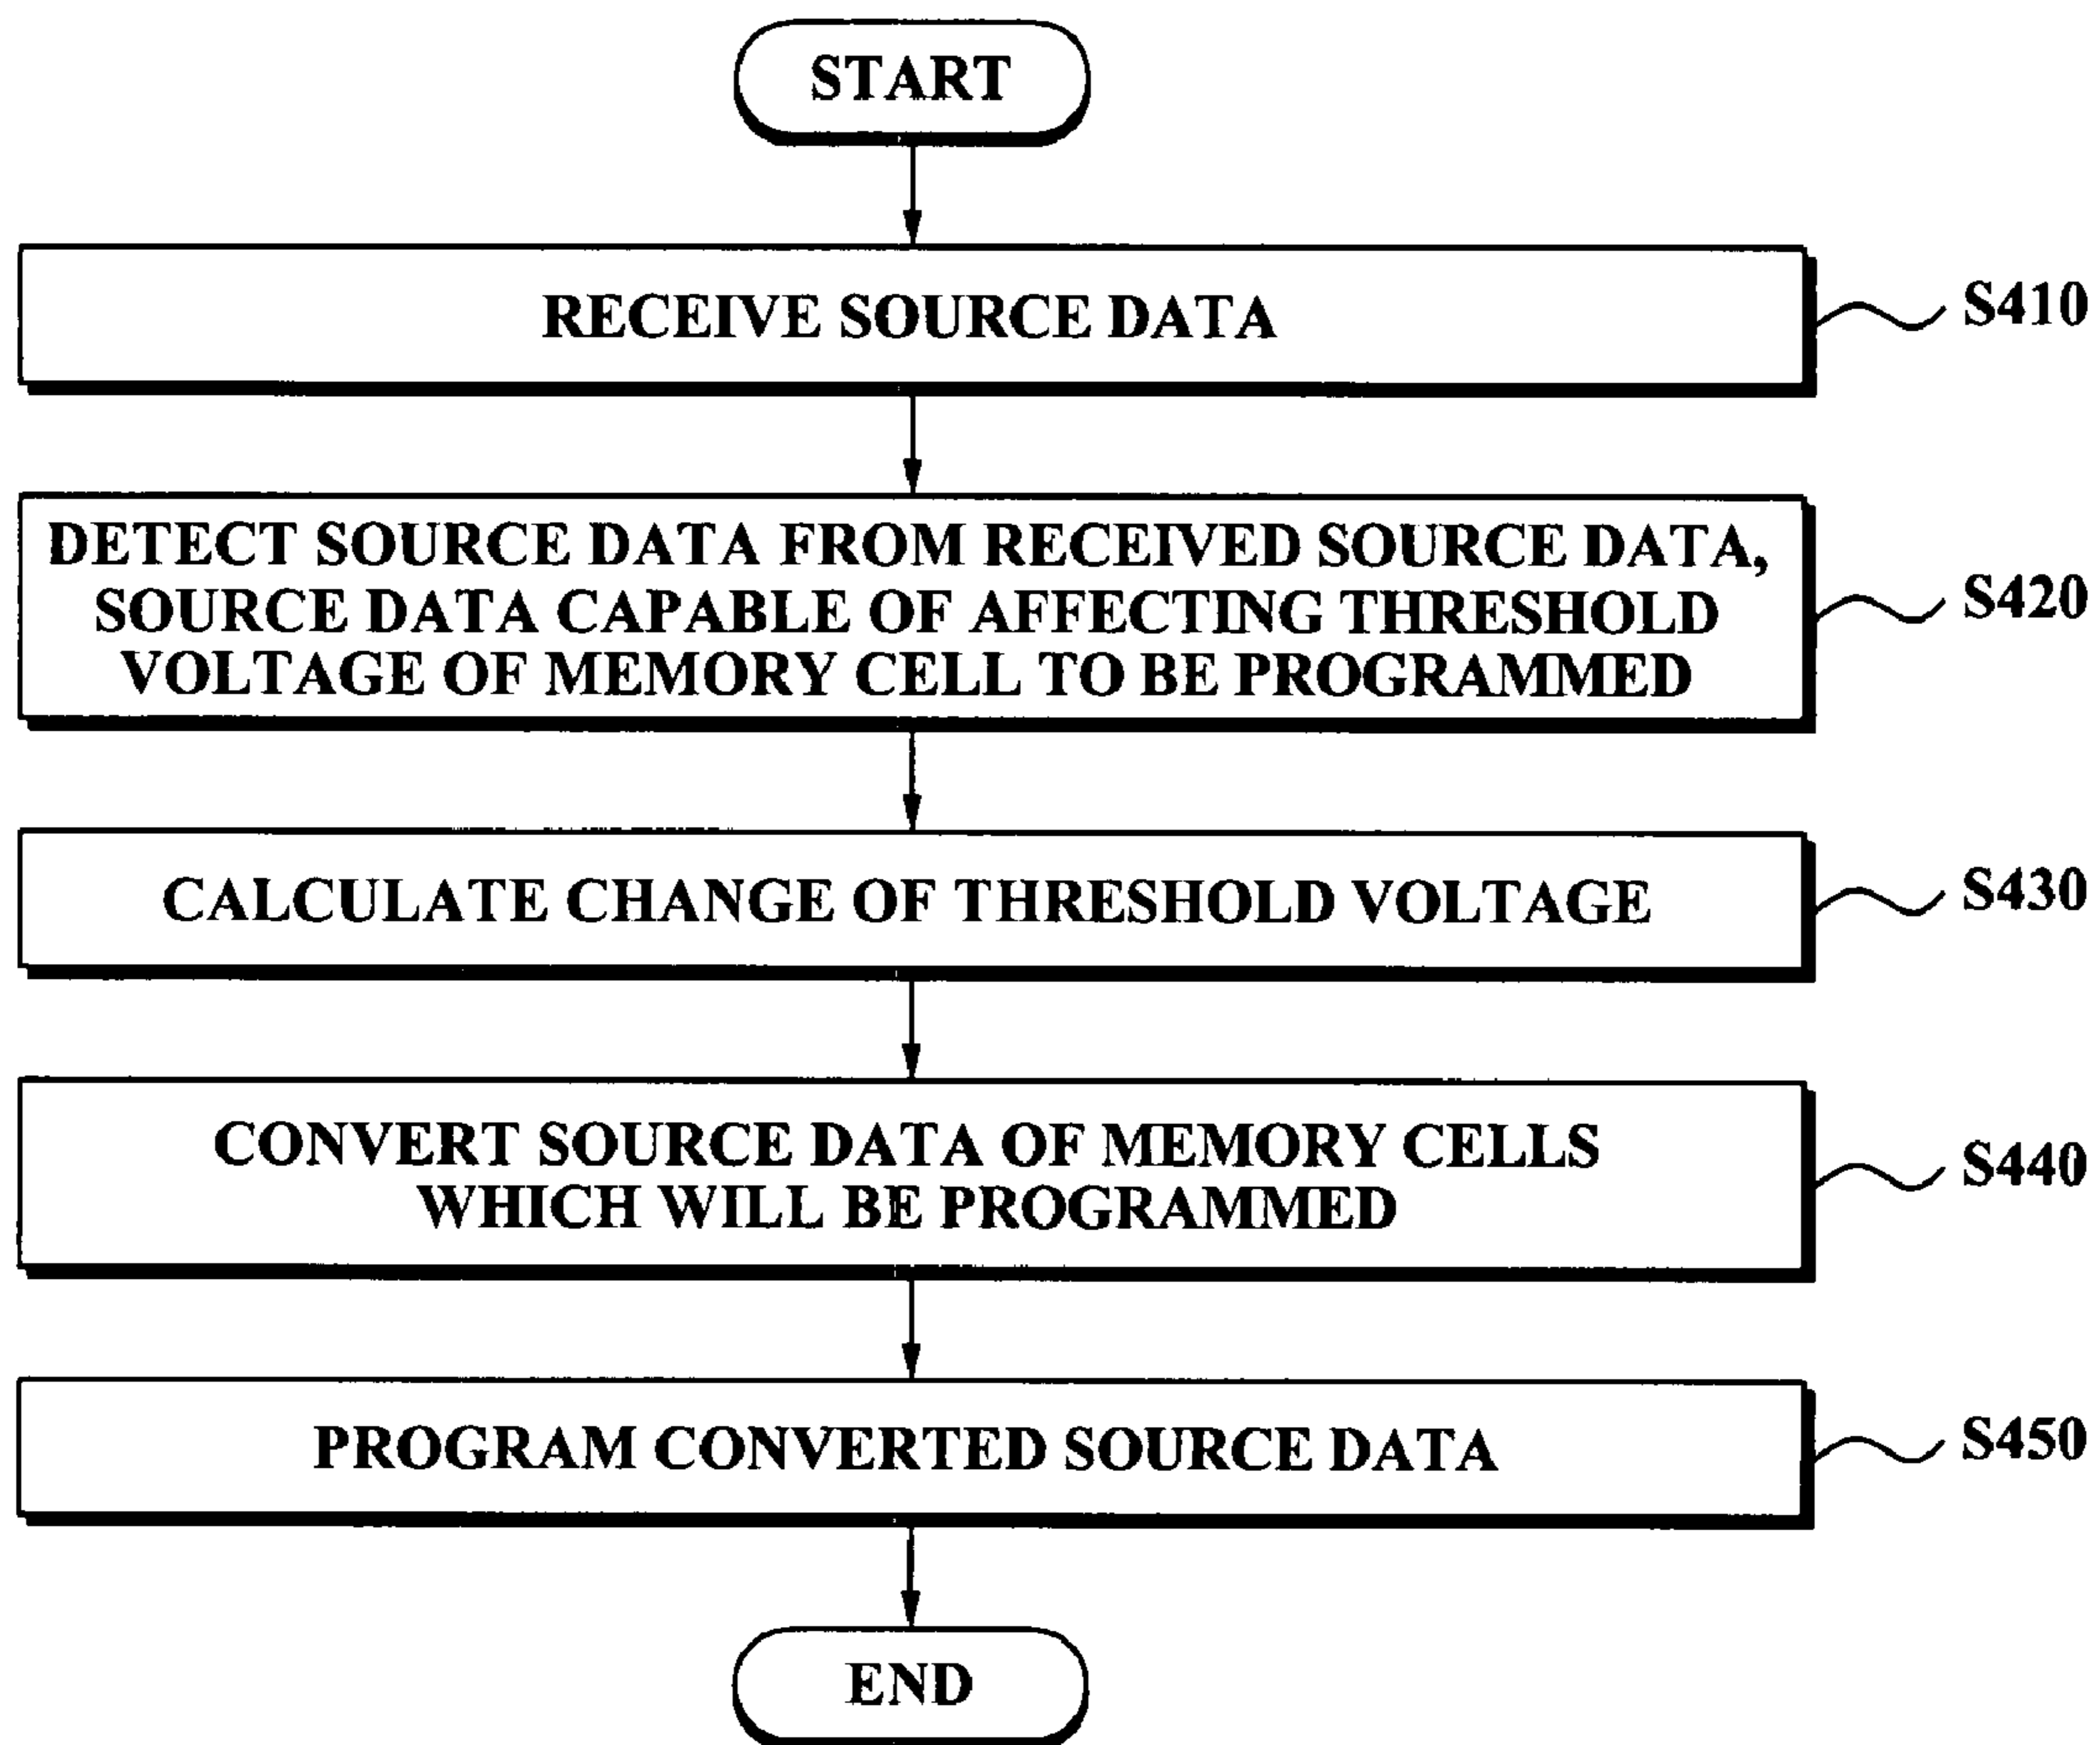 START
RECEIVE SOURCE DATA
S410
DETECT SOURCE DATA FROM RECEIVED SOURCE DATA,
SOURCE DATA CAPABLE OF AFFECTING THRESHOLD
VOLTAGE OF MEMORY CELL TO BE PROGRAMMED
S420
CALCULATE CHANGE OF THRESHOLD VOLTAGE
S430
CONVERT SOURCE DATA OF MEMORY CELLS
WHICH WILL BE PROGRAMMED
S440
PROGRAM CONVERTED SOURCE DATA
S450
END